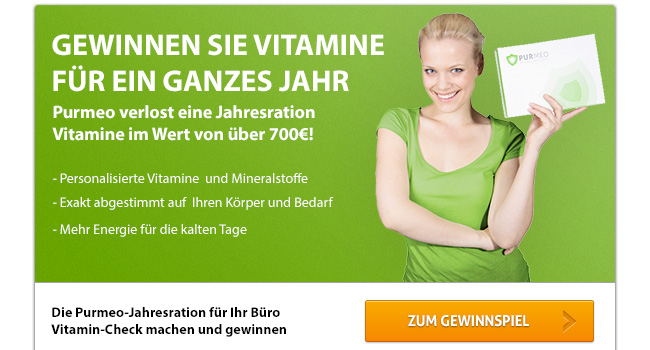 GEWINNEN SIE VITAMINE
FÜR EIN GANZES JAHR
Purmeo verlost eine Jahresration
Vitamine im Wert von über 700€!
- Personalisierte Vitamine und Mineralstoffe
- Exakt abgestimmt auf Ihren Körper und Bedarf
- Mehr Energie für die kalten Tage
PURMEO
Die Purmeo-Jahresration für Ihr Büro
Vitamin-Check machen und gewinnen
ZUM GEWINNSPIEL